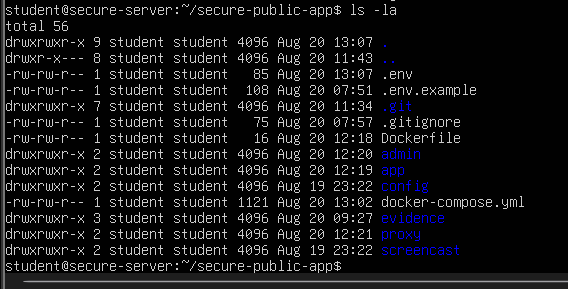 student@secure-server:~/secure-public-app$ ls -la
total 56
drwxrwxr-x 9 student student 4096 Aug 20 13:07 .
drwxr-x--- 8 student student 4096 Aug 20 11:43 ..
-rw-rw-r-- 1 student student   85 Aug 20 13:07 .env
-rw-rw-r-- 1 student student  108 Aug 20 07:51 .env.example
drwxrwxr-x 7 student student 4096 Aug 20 11:34 .git
-rw-rw-r-- 1 student student   75 Aug 20 07:57 .gitignore
-rw-rw-r-- 1 student student   16 Aug 20 12:18 Dockerfile
drwxrwxr-x 2 student student 4096 Aug 20 12:20 admin
drwxrwxr-x 2 student student 4096 Aug 20 12:19 app
drwxrwxr-x 2 student student 4096 Aug 19 23:22 config
-rw-rw-r-- 1 student student 1121 Aug 20 13:02 docker-compose.yml
drwxrwxr-x 3 student student 4096 Aug 20 09:27 evidence
drwxrwxr-x 2 student student 4096 Aug 20 12:21 proxy
drwxrwxr-x 2 student student 4096 Aug 19 23:22 screencast
student@secure-server:~/secure-public-app$